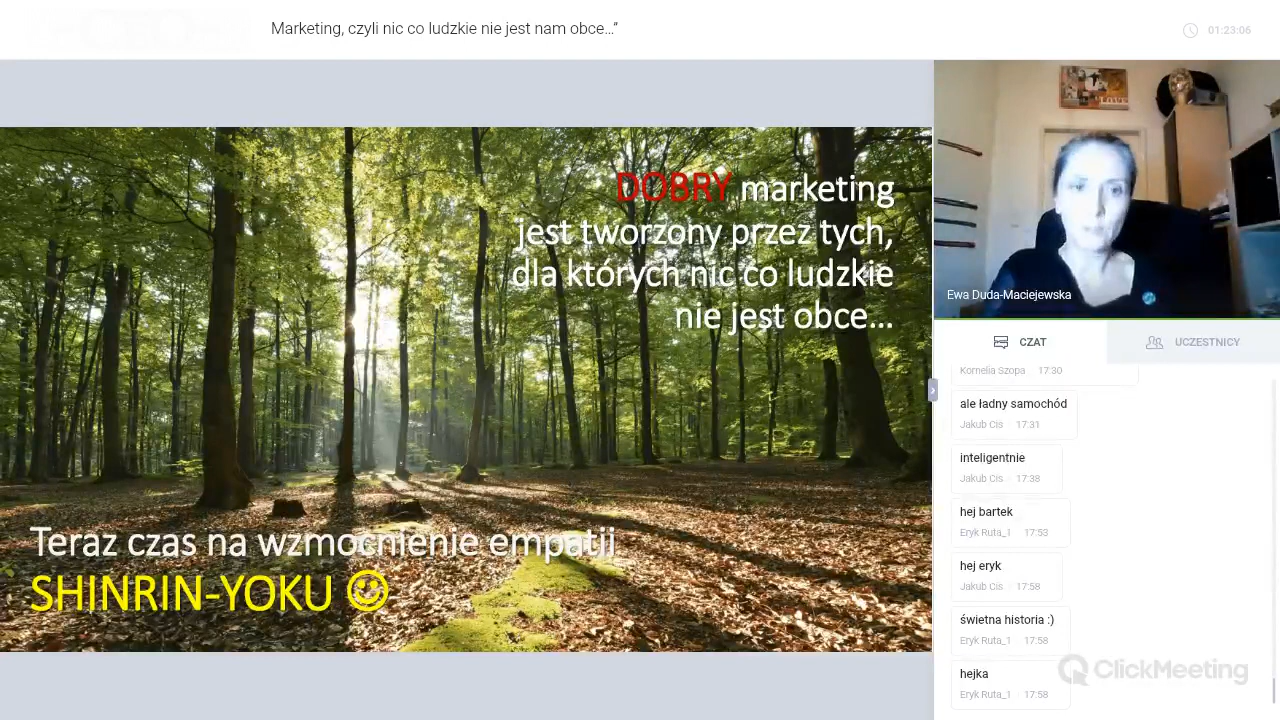 Marketing, czyli nic co ludzkie nie jest nam obce…”
01:23:06
DOBRY marketing
jest tworzony przez tych,
dla których nic co ludzkie
nie jest obce…
Teraz czas na wzmocnienie empatii
SHINRIN-YOKU ☺
Ewa Duda-Maciejewska
CZAT
UCZESTNICY
Kornelia Szopa 17:30
ale ładny samochód
Jakub Cis 17:31
inteligentnie
Jakub Cis 17:38
hej bartek
Eryk Ruta_1 17:53
hej eryk
Jakub Cis 17:58
świetna historia :)
Eryk Ruta_1 17:58
hejka
Eryk Ruta_1 17:58
ClickMeeting